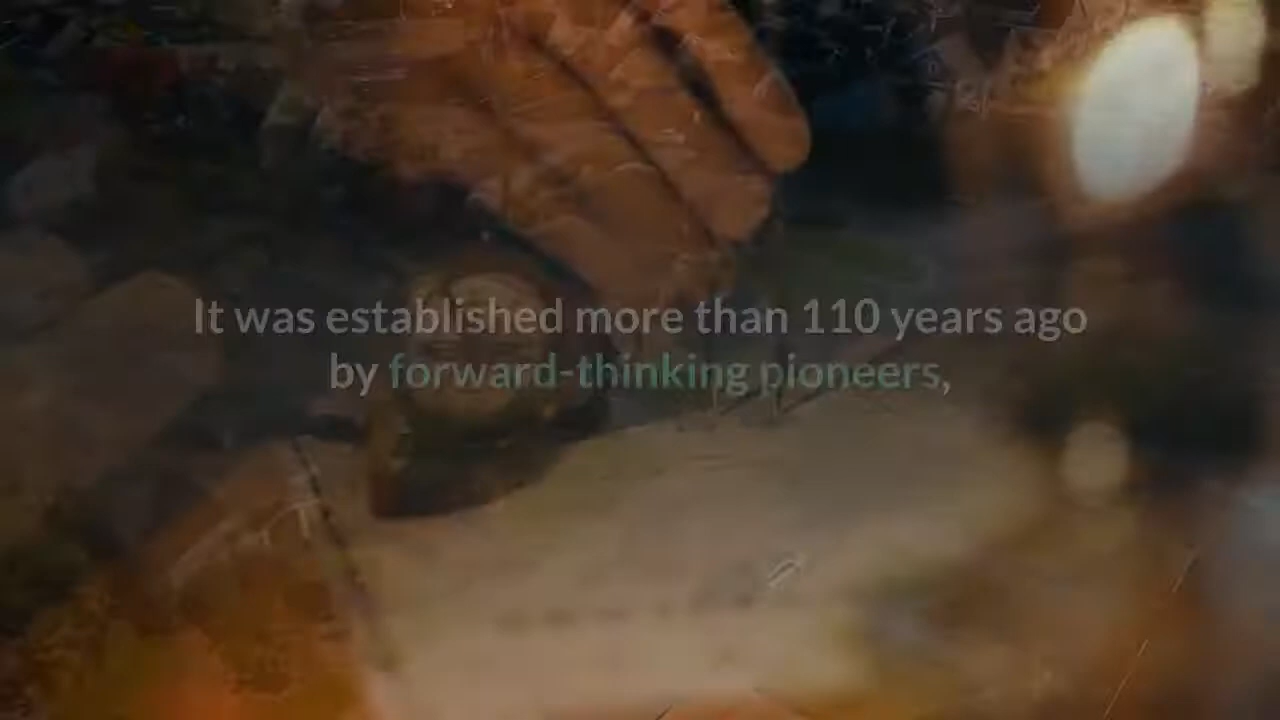 It was established more than 110 years ago
by forward-thinking pioneers,